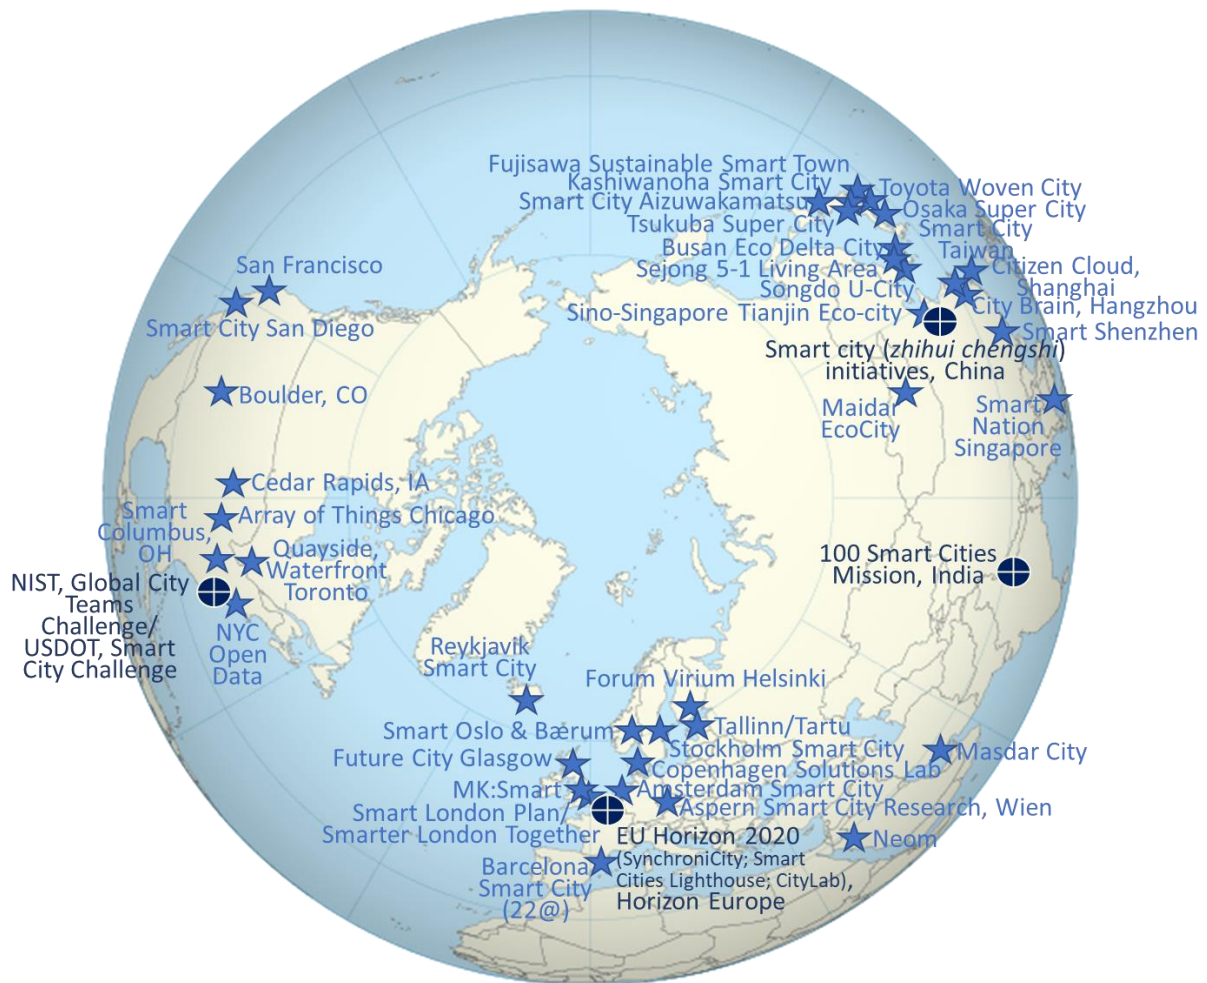 Fujisawa Sustainable Smart Town
Kashiwanoha Smart City
Toyota Woven City
Smart City Aizuwakamatsu
Osaka Super City
Tsukuba Super City
Smart City
Taiwan
Busan Eco Delta City
Sejong 5-1 Living Area
Citizen Cloud,
Shanghai
Songdo U-City
City Brain, Hangzhou
Sino-Singapore Tianjin Eco-city
Smart Shenzhen
Smart city (zhihui chengshi)
initiatives, China
Maidar
EcoCity
Smart
Nation
Singapore
San Francisco
Smart City San Diego
Boulder, CO
Cedar Rapids, IA
Array of Things Chicago
Smart
Columbus,
OH
Quayside,
Waterfront
Toronto
NIST, Global City
Teams
Challenge/
USDOT, Smart
City Challenge
NYC
Open
Data
100 Smart Cities
Mission, India
Reykjavik
Smart City
Forum Virium Helsinki
Smart Oslo & Bærum
Tallinn/Tartu
Stockholm Smart City
Future City Glasgow
Copenhagen Solutions Lab
Masdar City
MK:Smart
Amsterdam Smart City
Smart London Plan/
Smarter London Together
Aspern Smart City Research, Wien
EU Horizon 2020
(SynchroniCity; Smart
Cities Lighthouse; CityLab),
Horizon Europe
Neom
Barcelona
Smart City
(22@)